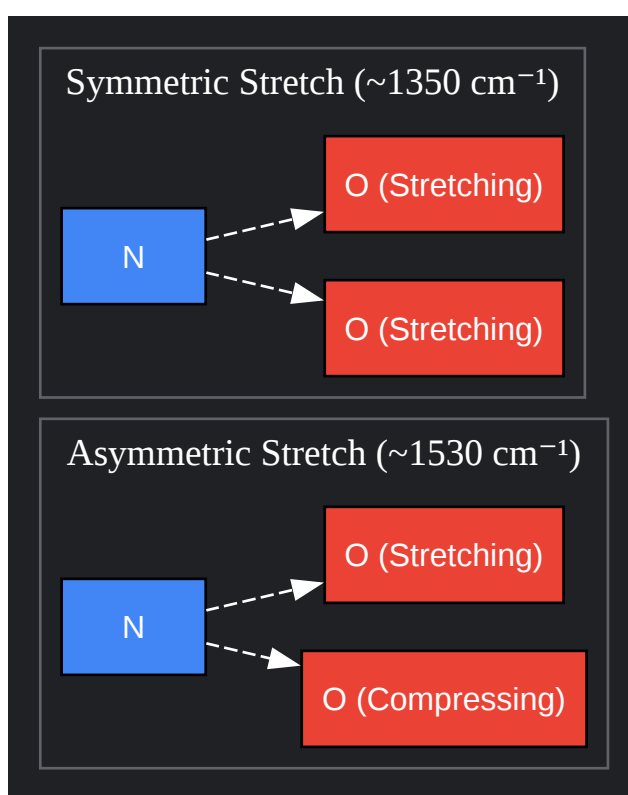 Symmetric Stretch (~1350 cm⁻¹)
O (Stretching)
N
O (Stretching)
Asymmetric Stretch (~1530 cm⁻¹)
O (Stretching)
N
O (Compressing)